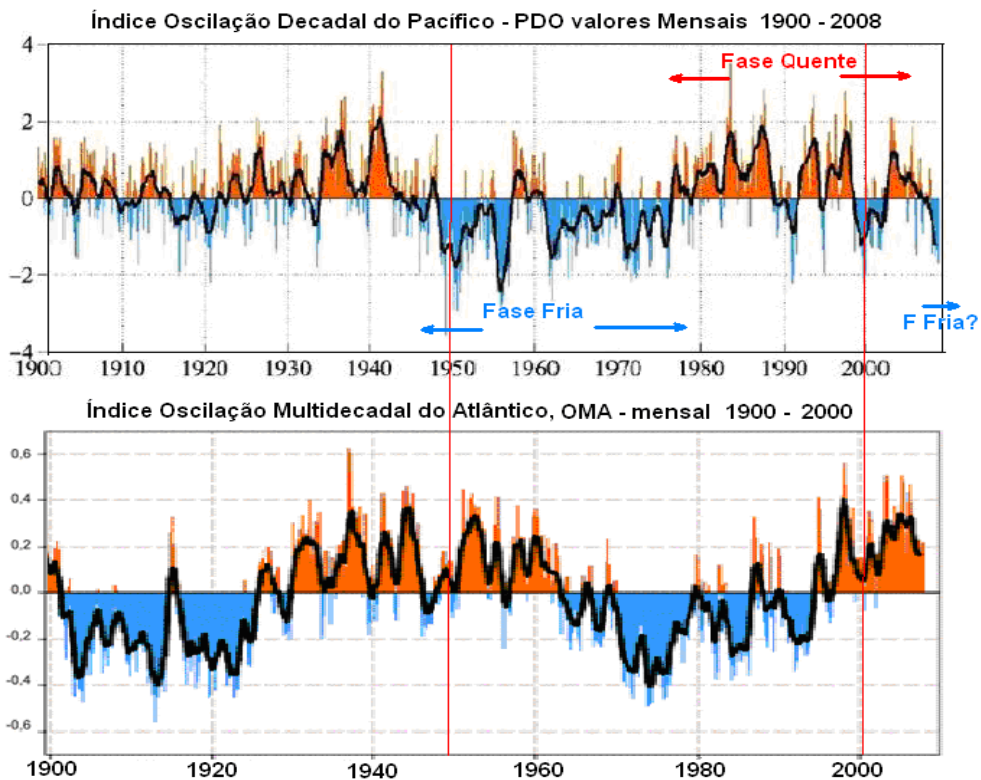 Índice Oscilação Decadal do Pacífico - PDO valores Mensais 1900 - 2008
4
Fase Quente
2
0
−2
Fase Fria
F Fria?
−4
1900 1910 1920 1930 1940 1950 1960 1970 1980 1990 2000
Índice Oscilação Multidecadal do Atlântico, OMA - mensal 1900 - 2000
0,6
0,4
0,2
0,0
-0,2
-0,4
-0,6
1900 1920 1940 1960 1980 2000